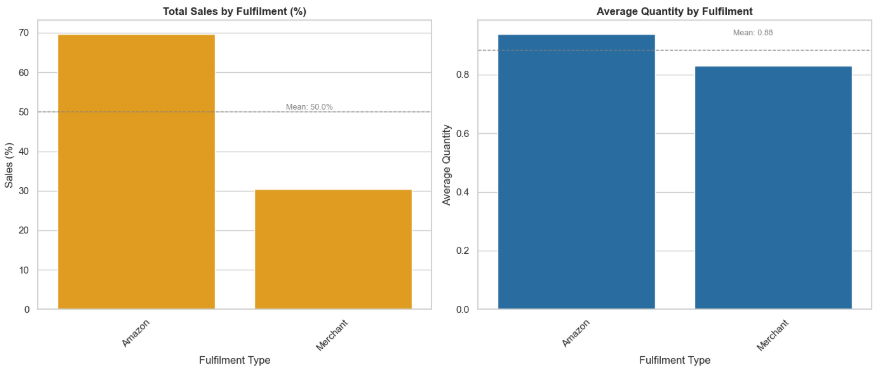 Total Sales by Fulfilment (%)
Sales (%)
70
60
50
40
30
20
10
0
Mean: 50.0%
Amazon
Merchant
Fulfilment Type
Average Quantity by Fulfilment
Average Quantity
0.8
0.6
0.4
0.2
0.0
Mean: 0.88
Amazon
Merchant
Fulfilment Type